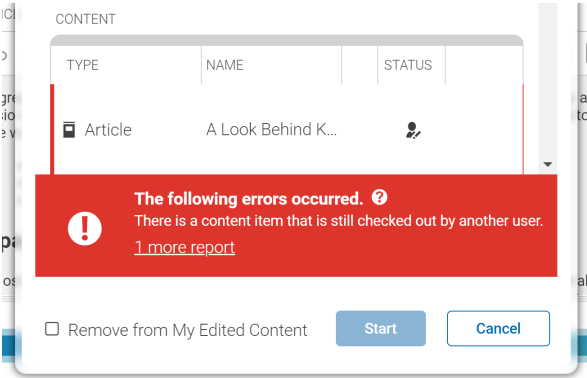 CONTENT
TYPE NAME STATUS
Article A Look Behind K...
The following errors occurred.
There is a content item that is still checked out by another user.
1 more report
Remove from My Edited Content Start Cancel